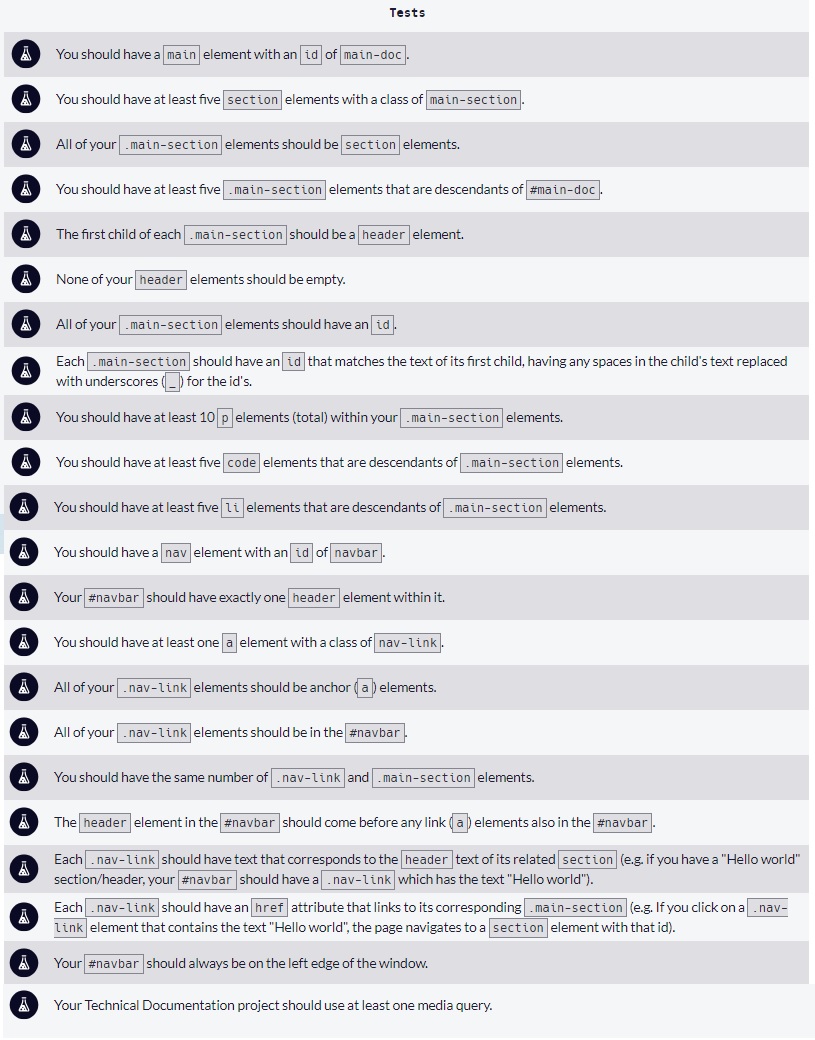 Tests
You should have a main element with an id of main-doc.
You should have at least five section elements with a class of main-section.
All of your .main-section elements should be section elements.
You should have at least five .main-section elements that are descendants of #main-doc.
The first child of each .main-section should be a header element.
None of your header elements should be empty.
All of your .main-section elements should have an id.
Each .main-section should have an id that matches the text of its first child, having any spaces in the child's text replaced
with underscores (_) for the id's.
You should have at least 10 p elements (total) within your .main-section elements.
You should have at least five code elements that are descendants of .main-section elements.
You should have at least five li elements that are descendants of .main-section elements.
You should have a nav element with an id of navbar.
Your #navbar should have exactly one header element within it.
You should have at least one a element with a class of nav-link.
All of your .nav-link elements should be anchor (a) elements.
All of your .nav-link elements should be in the #navbar.
You should have the same number of .nav-link and .main-section elements.
The header element in the #navbar should come before any link (a) elements also in the #navbar.
Each .nav-link should have text that corresponds to the header text of its related section (e.g. if you have a "Hello world"
section/header, your #navbar should have a .nav-link which has the text "Hello world").
Each .nav-link should have an href attribute that links to its corresponding .main-section (e.g. If you click on a .nav-
link element that contains the text "Hello world", the page navigates to a section element with that id).
Your #navbar should always be on the left edge of the window.
Your Technical Documentation project should use at least one media query.